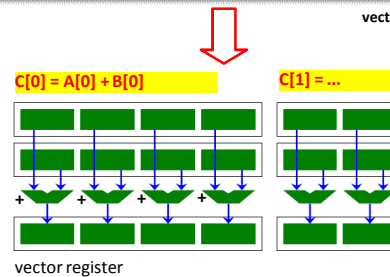 vect
C[0] = A[0] + B[0]
C[1] = ...
+ + + +
vector register